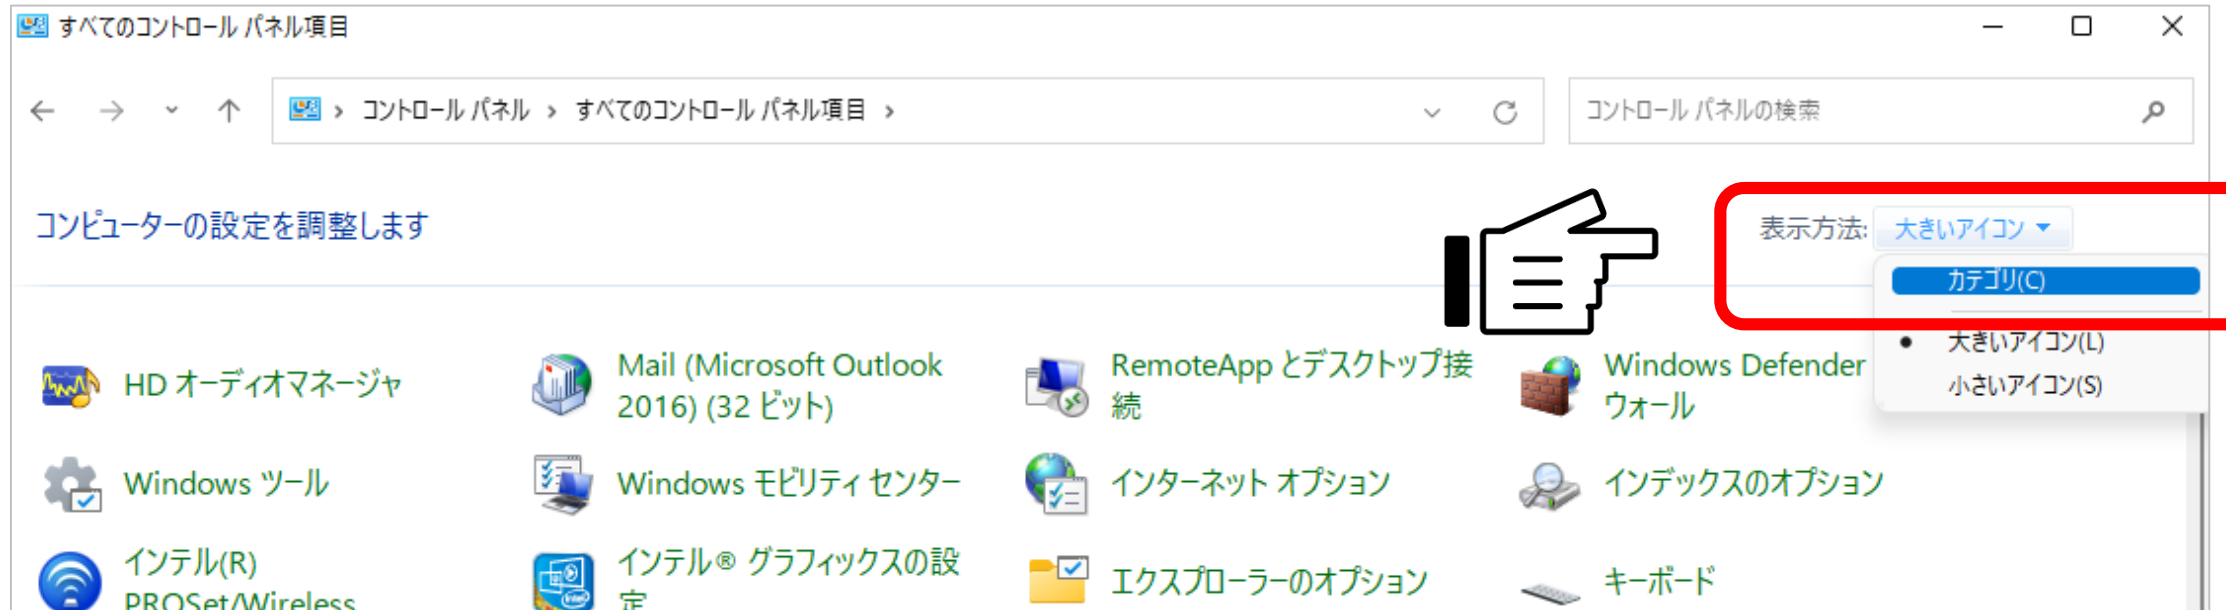 すべてのコントロール パネル項目
コントロール パネル › すべてのコントロール パネル項目 ›
コントロール パネルの検索
コンピューターの設定を調整します
表示方法: 大きいアイコン
カテゴリ(C)
大きいアイコン(L)
小さいアイコン(S)
HD オーディオマネージャ
Mail (Microsoft Outlook
2016) (32 ビット)
RemoteApp とデスクトップ接
続
Windows Defender
ウォール
Windows ツール
Windows モビリティ センター
インターネット オプション
インデックスのオプション
インテル(R)
PROSet/Wireless
インテル® グラフィックスの設
定
エクスプローラーのオプション
キーボード